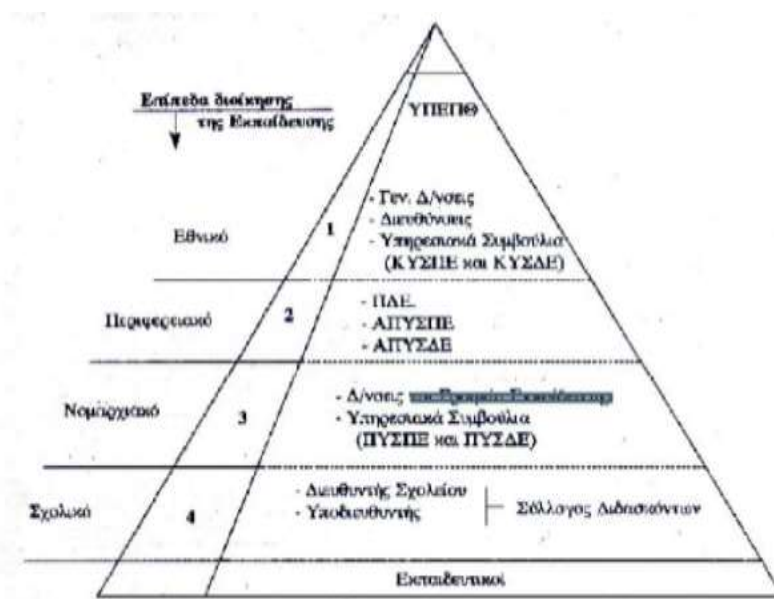 Επίπεδα διοίκησης
της Εκπαίδευσης
ΥΠΕΠΘ
Εθνικό
1
- Γεν. Δ/νσεις
- Διευθύνσεις
- Υπηρεσιακά Συμβούλια
(ΚΥΣΠΕ και ΚΥΣΔΕ)
Περιφερειακό
2
- ΠΔΕ
- ΑΠΥΣΠΕ
- ΑΠΥΣΔΕ
Νομαρχιακό
3
- Δ/νσεις
- Υπηρεσιακά Συμβούλια
(ΠΥΣΠΕ και ΠΥΣΔΕ)
Σχολικό
4
- Διευθυντής Σχολείου
- Υποδιευθυντής
Σύλλογος Διδασκόντων
Εκπαιδευτικοί